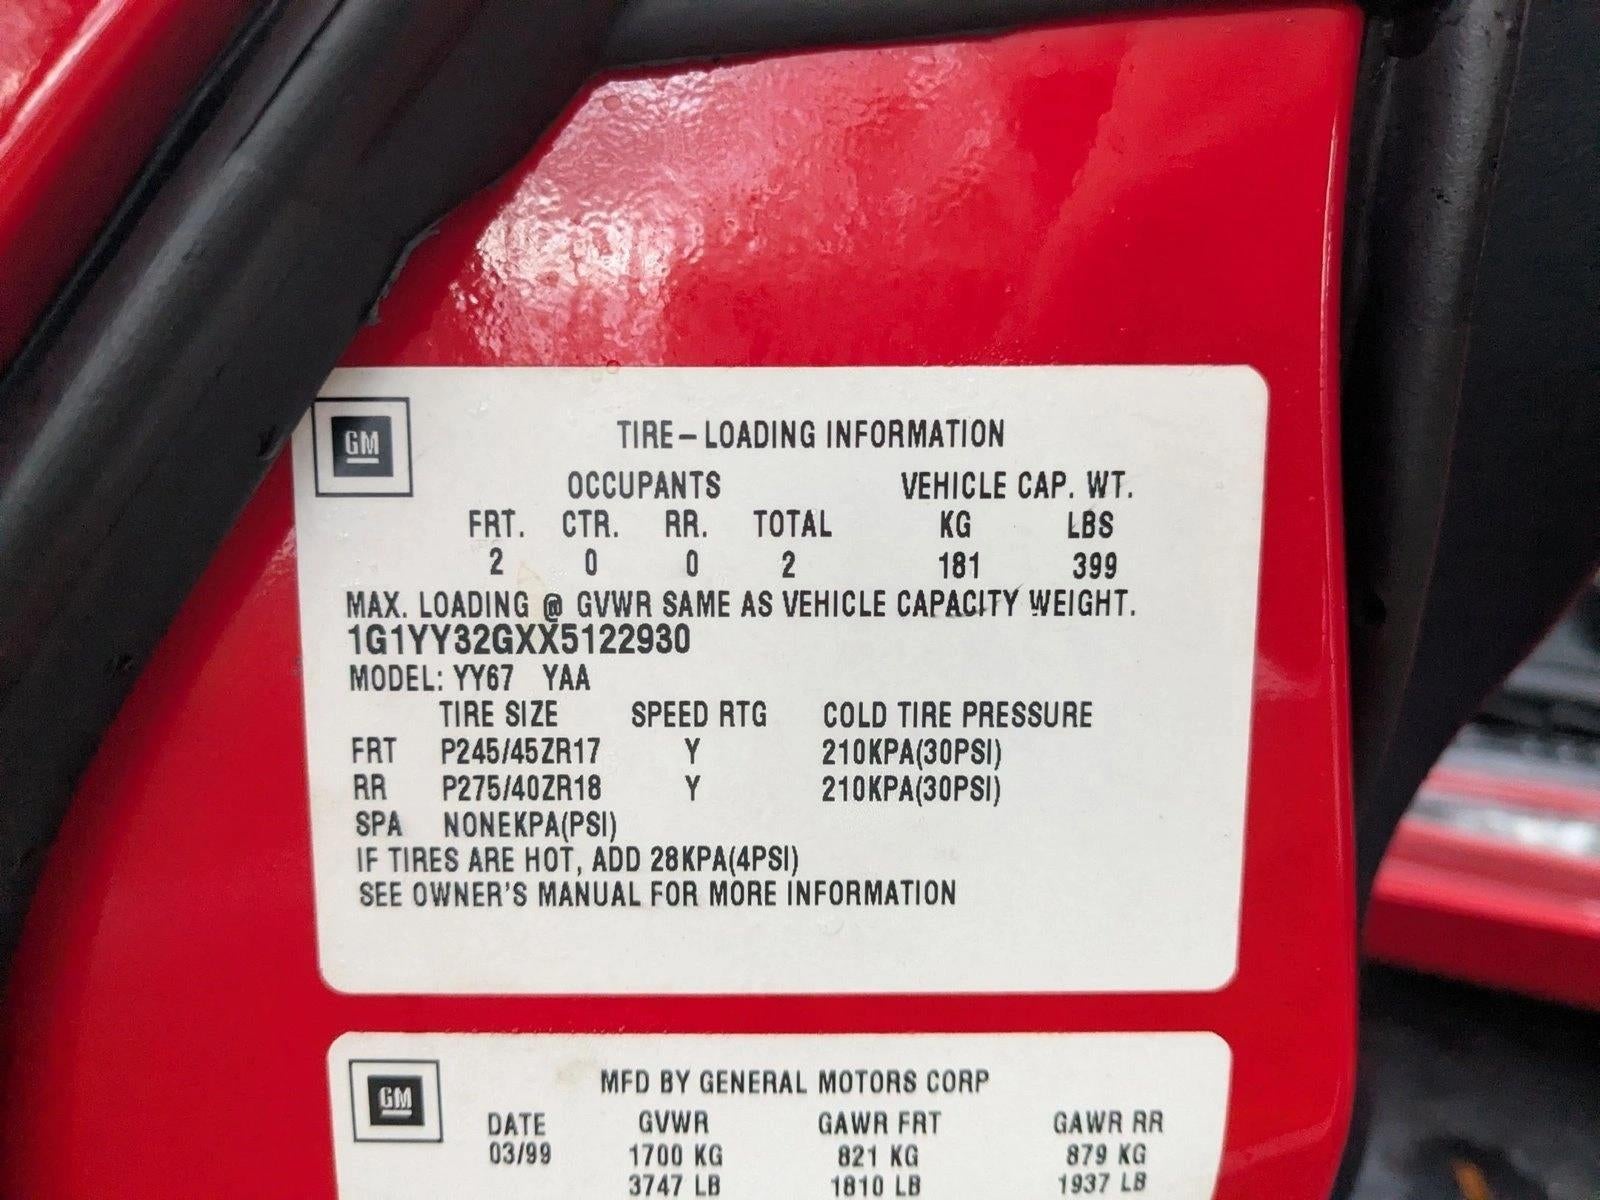 GM
TIRE-LOADING INFORMATION
OCCUPANTS VEHICLE CAP. WT.
FRT. CTR. RR. TOTAL KG LBS
2 0 0 2 181 399
MAX. LOADING @ GVWR SAME AS VEHICLE CAPACITY WEIGHT.
1G1YY32GXX5122930
MODEL: YY67 YAA
TIRE SIZE SPEED RTG COLD TIRE PRESSURE
FRT P245/45ZR17 Y 210KPA(30PSI)
RR P275/40ZR18 Y 210KPA(30PSI)
SPA NONEKPA(PSI)
IF TIRES ARE HOT, ADD 28KPA(4PSI)
SEE OWNER'S MANUAL FOR MORE INFORMATION
GM
MFD BY GENERAL MOTORS CORP
DATE GVWR GAWR FRT GAWR RR
03/99 1700 KG 821 KG 879 KG
3747 LB 1810 LB 1937 LB